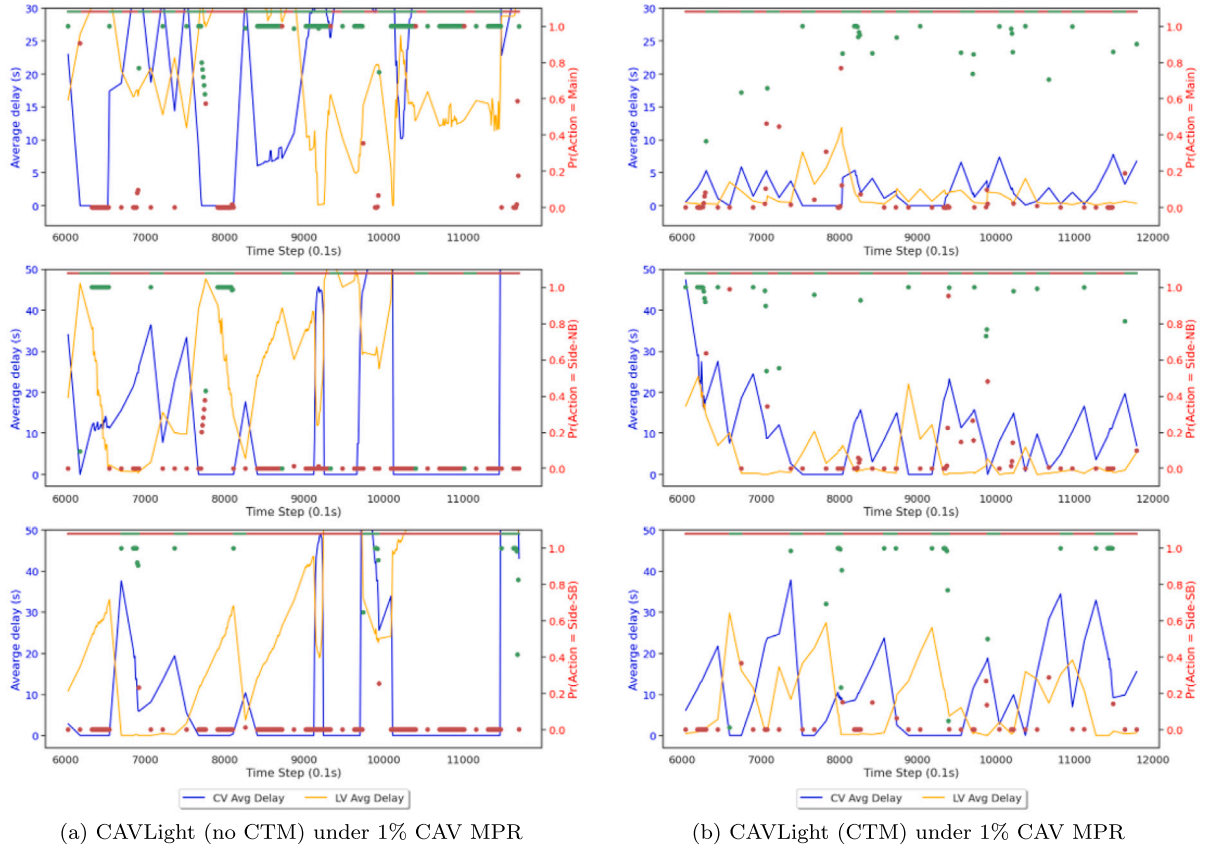 30
25
20
15
10
5
0
Average delay (s)
1.0
0.8
0.6
0.4
0.2
0.0
Pr(Action = Main)
6000 7000 8000 9000 10000 11000
Time Step (0.1s)
30
25
20
15
10
5
0
Average delay (s)
1.0
0.8
0.6
0.4
0.2
0.0
Pr(Action = Main)
6000 7000 8000 9000 10000 11000 12000
Time Step (0.1s)
50
40
30
20
10
0
Average delay (s)
1.0
0.8
0.6
0.4
0.2
0.0
Pr(Action = Side-NB)
6000 7000 8000 9000 10000 11000
Time Step (0.1s)
50
40
30
20
10
0
Average delay (s)
1.0
0.8
0.6
0.4
0.2
0.0
Pr(Action = Side-NB)
6000 7000 8000 9000 10000 11000 12000
Time Step (0.1s)
50
40
30
20
10
0
Avearge delay (s)
1.0
0.8
0.6
0.4
0.2
0.0
Pr(Action = Side-SB)
6000 7000 8000 9000 10000 11000
Time Step (0.1s)
50
40
30
20
10
0
Avearge delay (s)
1.0
0.8
0.6
0.4
0.2
0.0
Pr(Action = Side-SB)
6000 7000 8000 9000 10000 11000 12000
Time Step (0.1s)
CV Avg Delay LV Avg Delay
CV Avg Delay LV Avg Delay
(a) CAVLight (no CTM) under 1% CAV MPR
(b) CAVLight (CTM) under 1% CAV MPR